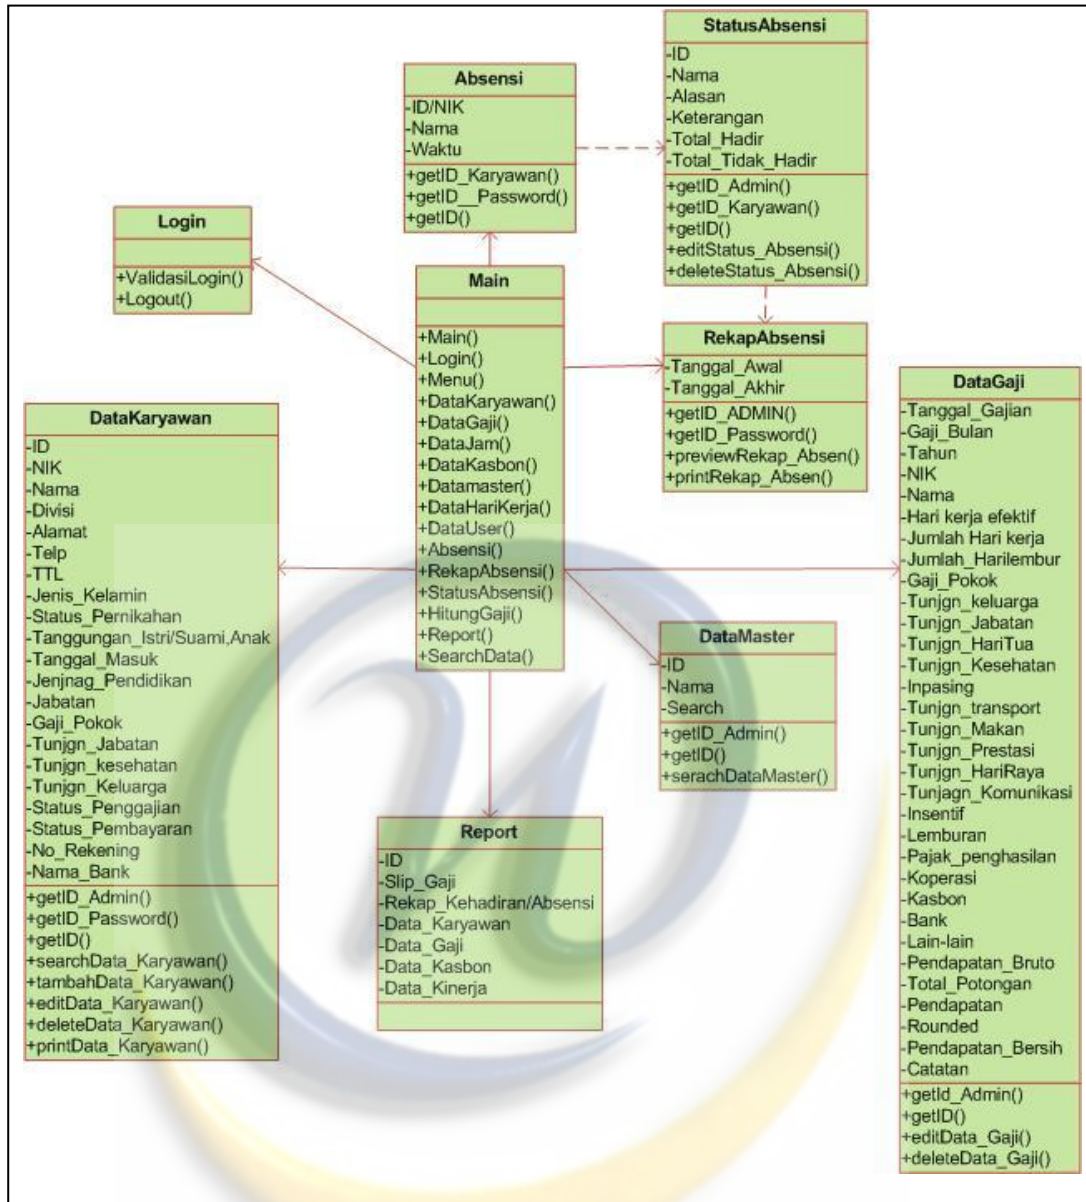 StatusAbsensi
-ID
-Nama
-Alasan
-Keterangan
-Total_Hadir
-Total_Tidak_Hadir
+getID_Admin()
+getID_Karyawan()
+getID()
+editStatus_Absensi()
+deleteStatus_Absensi()
Absensi
-ID/NIK
-Nama
-Waktu
+getID_Karyawan()
+getID__Password()
+getID()
Login
+ValidasiLogin()
+Logout()
Main
+Main()
+Login()
+Menu()
+DataKaryawan()
+DataGaji()
+DataJam()
+DataKasbon()
+Datamaster()
+DataHariKerja()
+DataUser()
+Absensi()
+RekapAbsensi()
+StatusAbsensi()
+HitungGaji()
+Report()
+SearchData()
RekapAbsensi
-Tanggal_Awal
-Tanggal_Akhir
+getID_ADMIN()
+getID_Password()
+previewRekap_Absen()
+printRekap_Absen()
DataKaryawan
-ID
-NIK
-Nama
-Divisi
-Alamat
-Telp
-TTL
-Jenis_Kelamin
-Status_Pernikahan
-Tanggungan_Istri/Suami,Anak
-Tanggal_Masuk
-Jenjnag_Pendidikan
-Jabatan
-Gaji_Pokok
-Tunjgn_Jabatan
-Tunjgn_kesehatan
-Tunjgn_Keluarga
-Status_Penggajian
-Status_Pembayaran
-No_Rekening
-Nama_Bank
+getID_Admin()
+getID_Password()
+getID()
+searchData_Karyawan()
+tambahData_Karyawan()
+editData_Karyawan()
+deleteData_Karyawan()
+printData_Karyawan()
DataMaster
-ID
-Nama
-Search
+getID_Admin()
+getID()
+serachDataMaster()
Report
-ID
-Slip_Gaji
-Rekap_Kehadiran/Absensi
-Data_Karyawan
-Data_Gaji
-Data_Kasbon
-Data_Kinerja
DataGaji
-Tanggal_Gajian
-Gaji_Bulan
-Tahun
-NIK
-Nama
-Hari kerja efektif
-Jumlah Hari kerja
-Jumlah_Harilembur
-Gaji_Pokok
-Tunjgn_keluarga
-Tunjgn_Jabatan
-Tunjgn_HariTua
-Tunjgn_Kesehatan
-Inpasing
-Tunjgn_transport
-Tunjgn_Makan
-Tunjgn_Prestasi
-Tunjgn_HariRaya
-Tunjagn_Komunikasi
-Insentif
-Lemburan
-Pajak_penghasilan
-Koperasi
-Kasbon
-Bank
-Lain-lain
-Pendapatan_Bruto
-Total_Potongan
-Pendapatan
-Rounded
-Pendapatan_Bersih
-Catatan
+getId_Admin()
+getID()
+editData_Gaji()
+deleteData_Gaji()